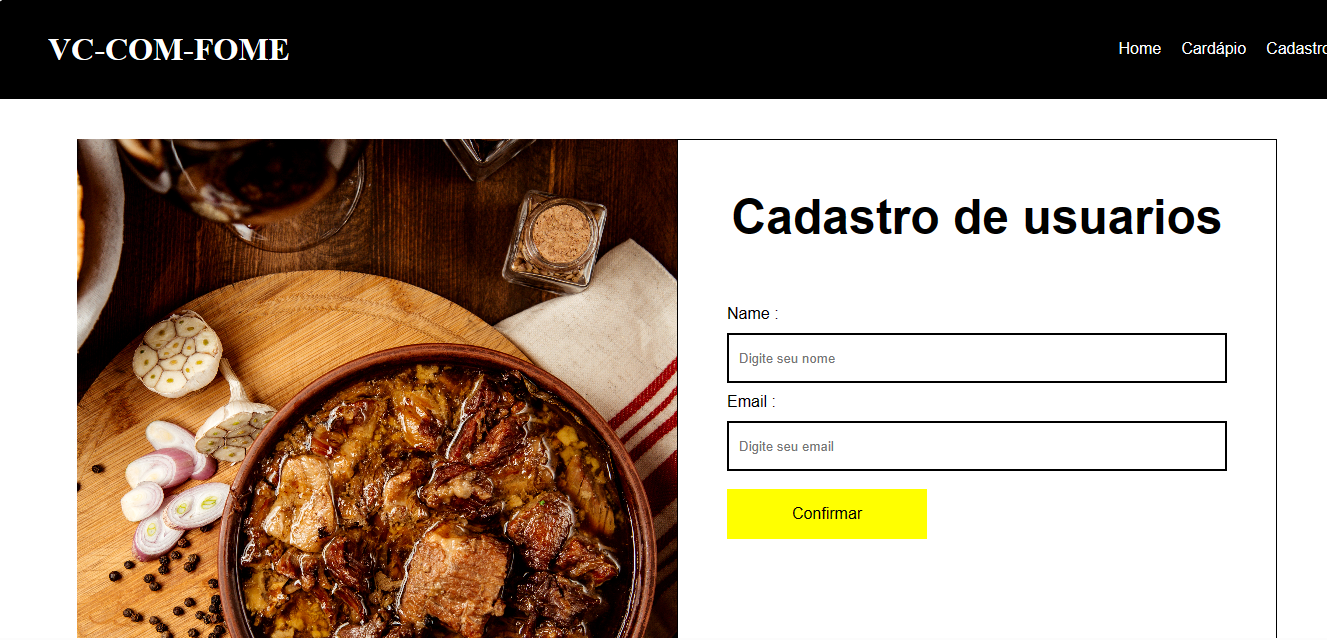 VC-COM-FOME
Home Cardápio Cadastro
Cadastro de usuarios
Name :
Digite seu nome
Email :
Digite seu email
Confirmar